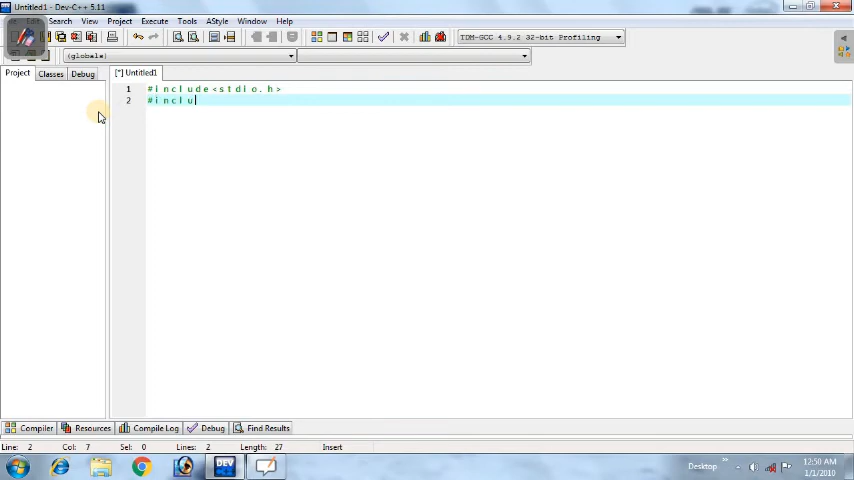 Untitled1 - Dev-C++ 5.11
Edit Search View Project Execute Tools AStyle Window Help
TDM-GCC 4.9.2 32-bit Profiling
(globals)
Project Classes Debug [*] Untitled1
1 #include<stdio.h>
2 #inclu
Compiler Resources Compile Log Debug Find Results
Line: 2 Col: 7 Sel: 0 Lines: 2 Length: 27 Insert
DEV
Desktop » 12:50 AM
1/1/2010